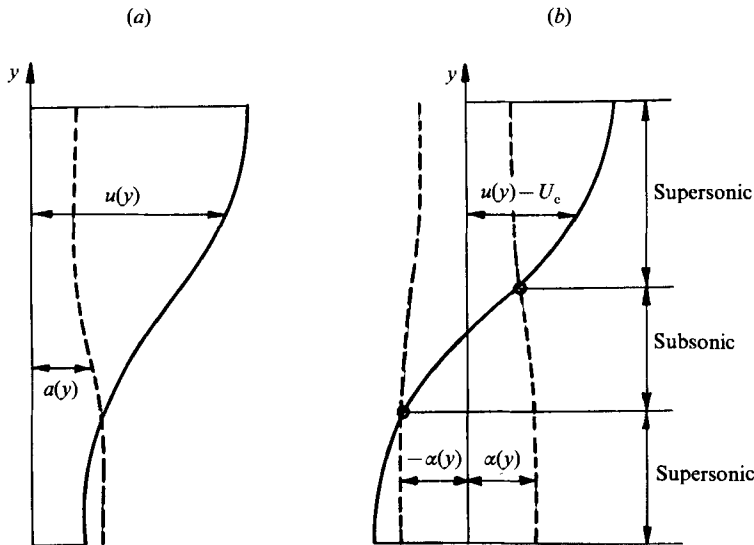 (a)
(b)
y
y
u(y)
u(y) – U_c
Supersonic
a(y)
Subsonic
–α(y)
α(y)
Supersonic